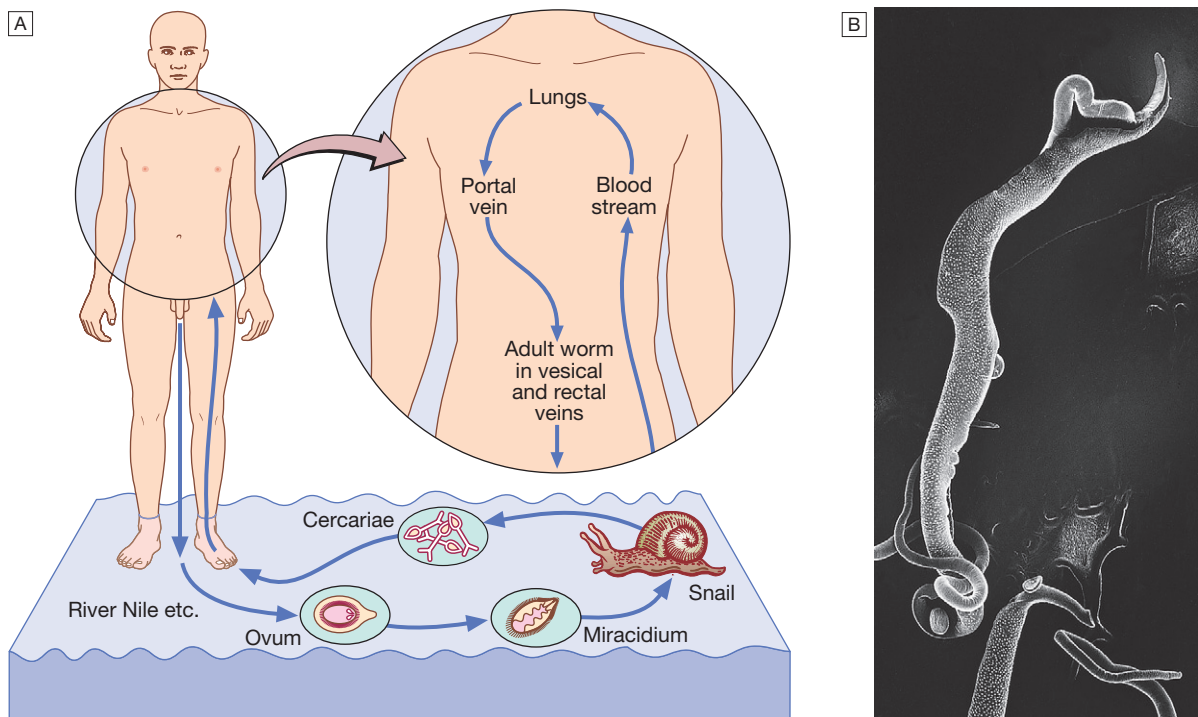 A
B
Lungs
Portal
vein
Blood
stream
Adult worm
in vesical
and rectal
veins
Cercariae
Snail
River Nile etc.
Ovum
Miracidium